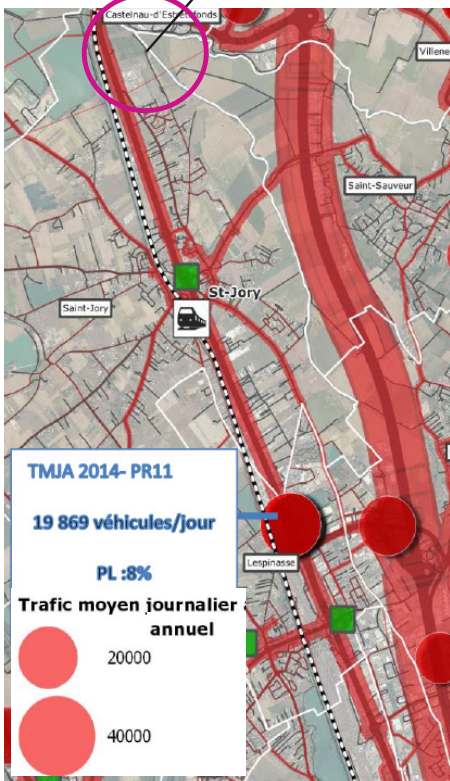 Castelnau-d'Estrétefonds
Villene
Saint-Sauveur
St-Jory
Saint-Jory
TMJA 2014- PR11
19 869 véhicules/jour
PL :8%
Lespinasse
Trafic moyen journalier
annuel
20000
40000